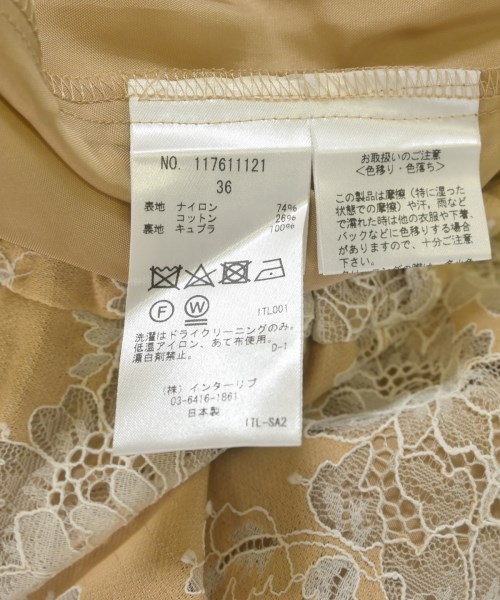 NO. 117611121
36
表地 ナイロン 74%
コットン 26%
裏地 キュプラ 100%
F W
ITL001
洗濯はドライクリーニングのみ。
低温アイロン、あて布使用。
漂白剤禁止。 D-1
(株) インターリブ
03-6416-1861
日本製
ITL-SA2
お取扱いのご注意
<色移り・色落ち>
この製品は摩擦(特に湿った
状態での摩擦)や汗、雨など
で濡れた時は他の衣服や下着、
バックなどに色移りする場合
がありますので、十分ご注意
下さい。